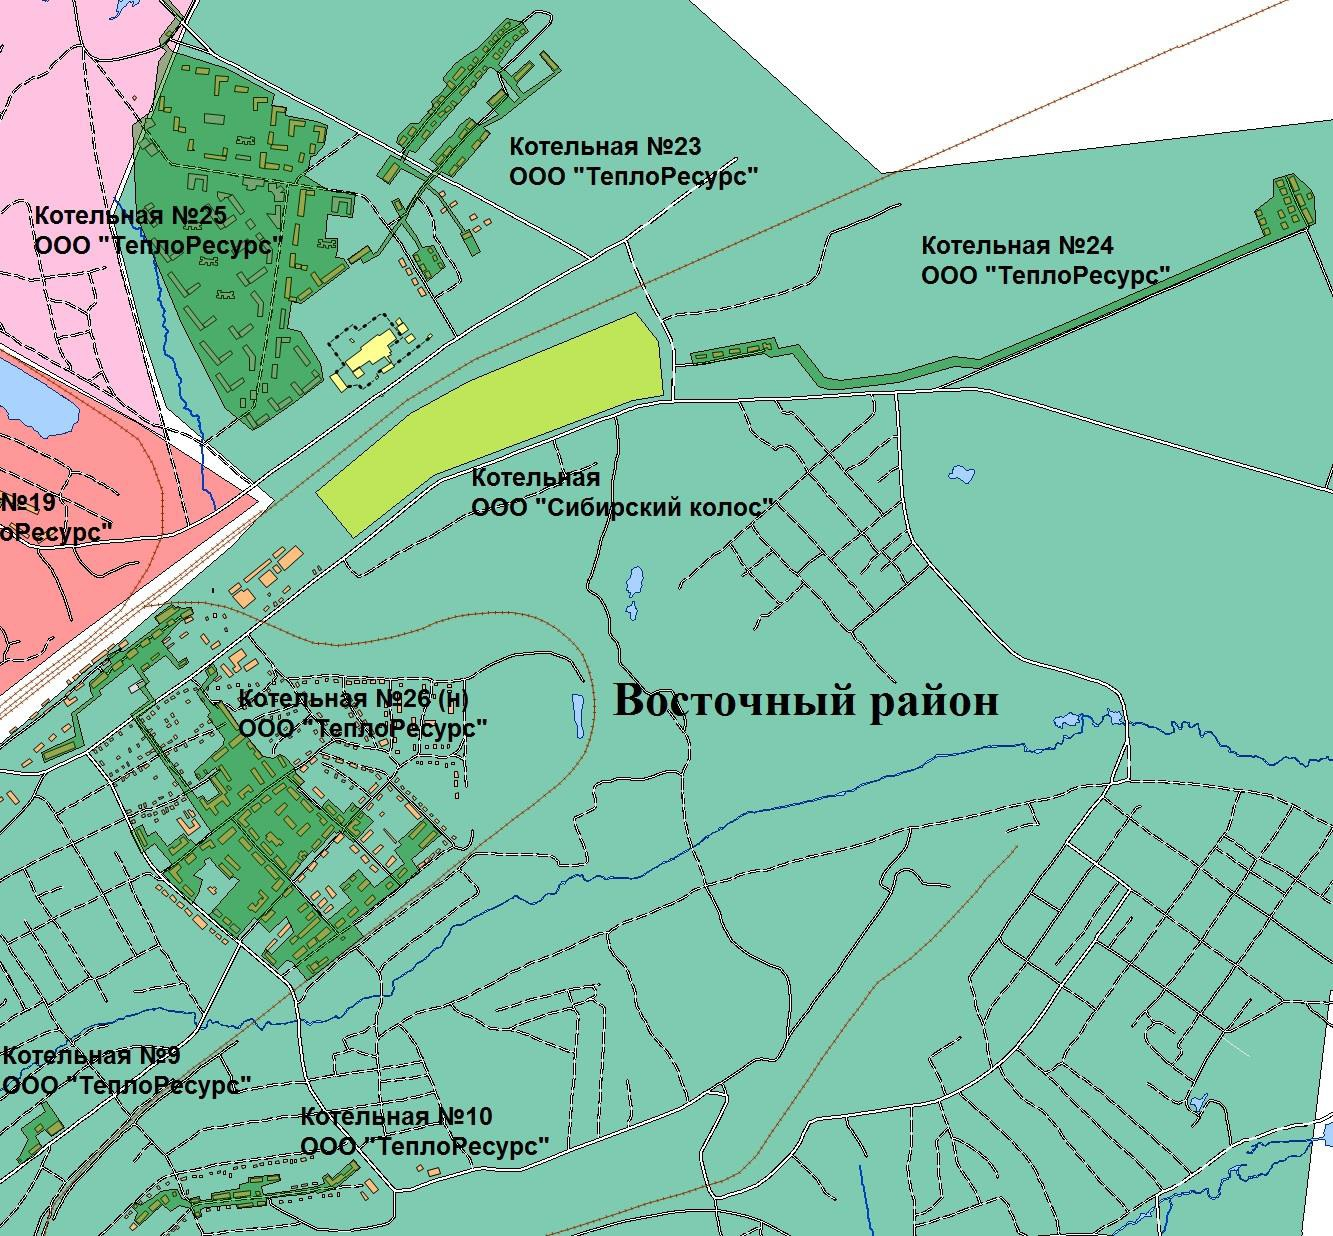 Котельная №23
ООО "ТеплоРесурс"
Котельная №25
ООО "ТеплоРесурс"
Котельная №24
ООО "ТеплоРесурс"
Котельная
ООО "Сибирский колос"
№19
оРесурс"
Котельная №26 (н)
ООО "ТеплоРесурс"
Восточный район
Котельная №9
ООО "ТеплоРесурс"
Котельная №10
ООО "ТеплоРесурс"